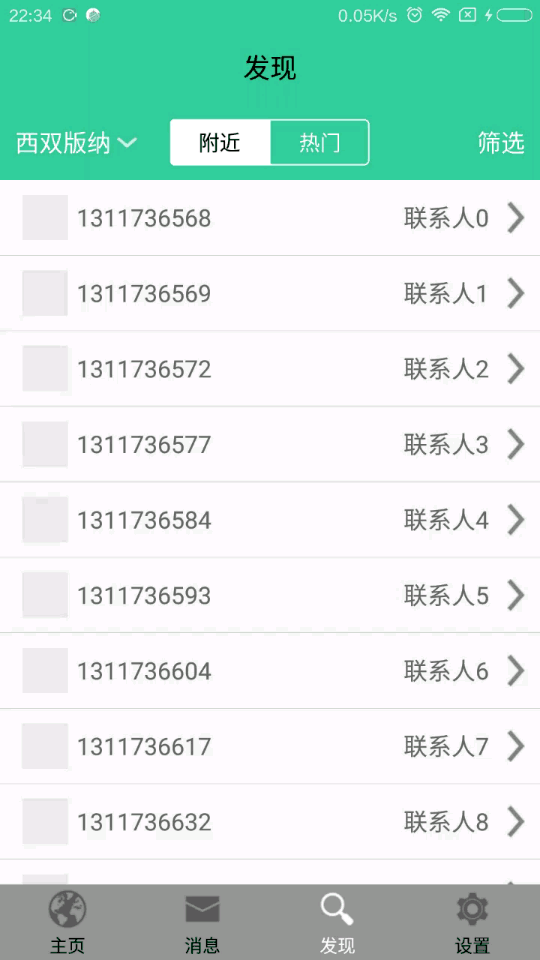 22:34 0.05K/s
发现
西双版纳 附近 热门 筛选
1311736568 联系人0
1311736569 联系人1
1311736572 联系人2
1311736577 联系人3
1311736584 联系人4
1311736593 联系人5
1311736604 联系人6
1311736617 联系人7
1311736632 联系人8
主页 消息 发现 设置